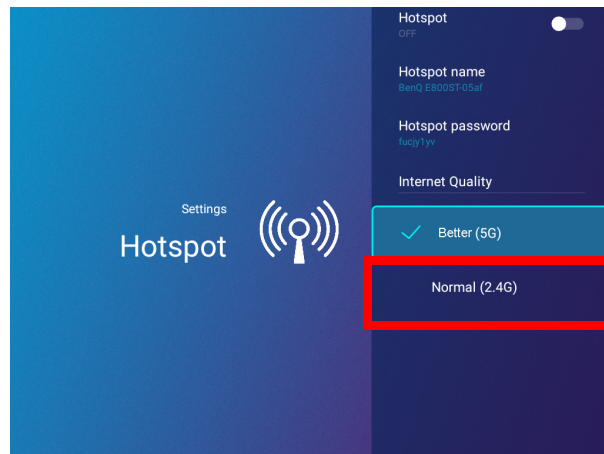 Settings
Hotspot
Hotspot
OFF
Hotspot name
BenQ E800ST-05af
Hotspot password
fucjy1yv
Internet Quality
Better (5G)
Normal (2.4G)